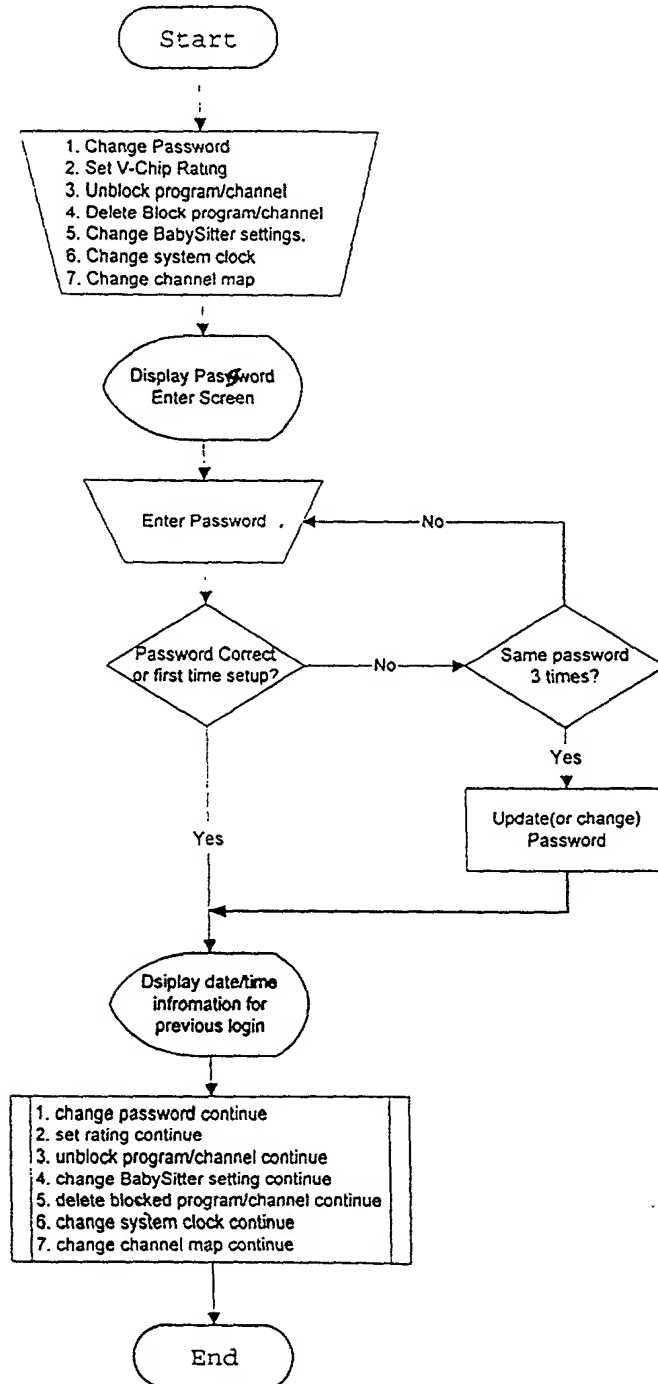 Start
1. Change Password
2. Set V-Chip Rating
3. Unblock program/channel
4. Delete Block program/channel
5. Change BabySitter settings.
6. Change system clock
7. Change channel map
Display Password
Enter Screen
Enter Password
No
Password Correct
or first time setup?
No
Same password
3 times?
Yes
Update(or change)
Password
Yes
Dsiplay date/time
infromation for
previous login
1. change password continue
2. set rating continue
3. unblock program/channel continue
4. change BabySitter setting continue
5. delete blocked program/channel continue
6. change system clock continue
7. change channel map continue
End